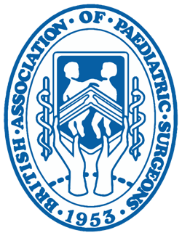 BRITISH · ASSOCIATION · OF · PAEDIATRIC · SURGEONS
· 1953 ·